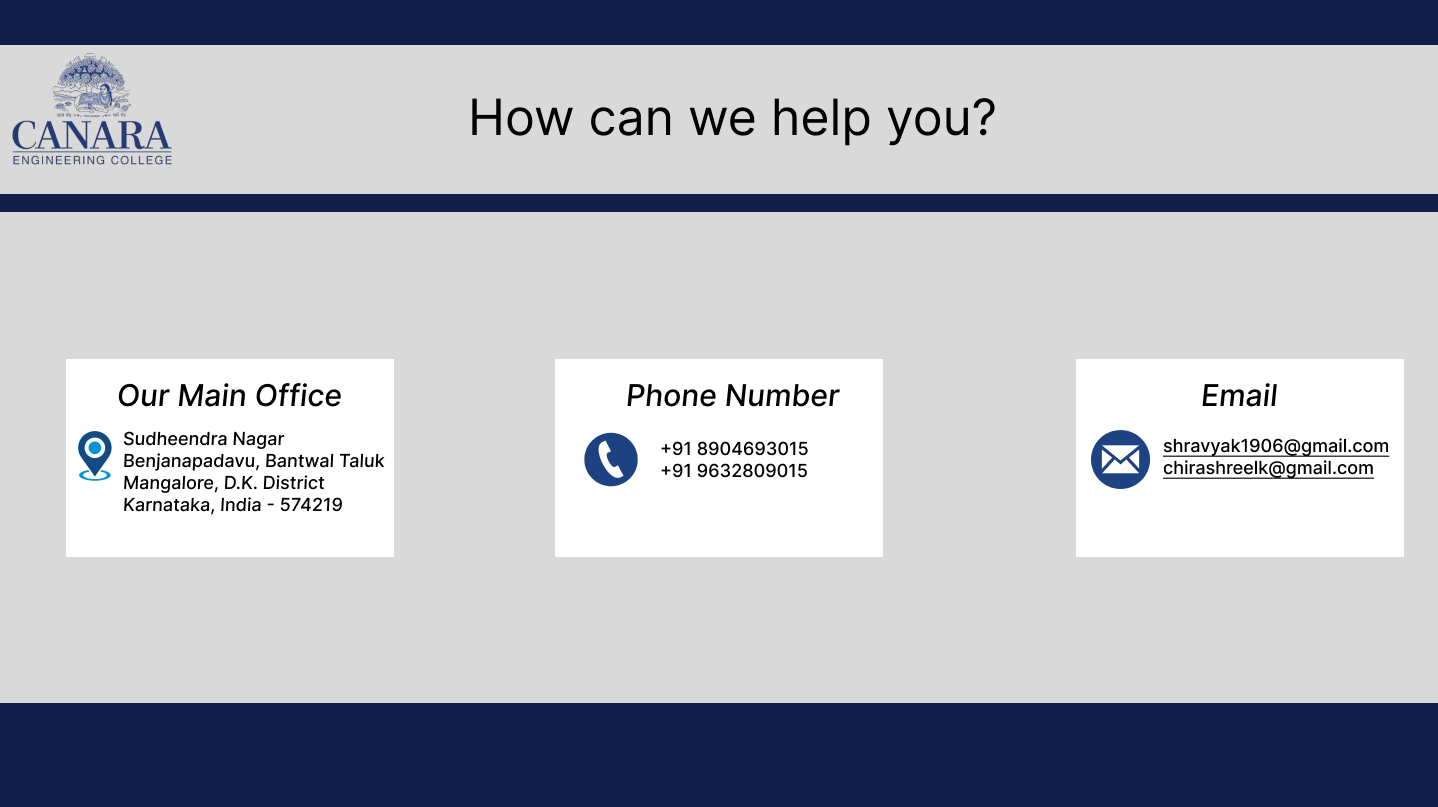 CANARA
ENGINEERING COLLEGE
How can we help you?
Our Main Office
Sudheendra Nagar
Benjanapadavu, Bantwal Taluk
Mangalore, D.K. District
Karnataka, India - 574219
Phone Number
+91 8904693015
+91 9632809015
Email
shravyak1906@gmail.com
chirashreelk@gmail.com